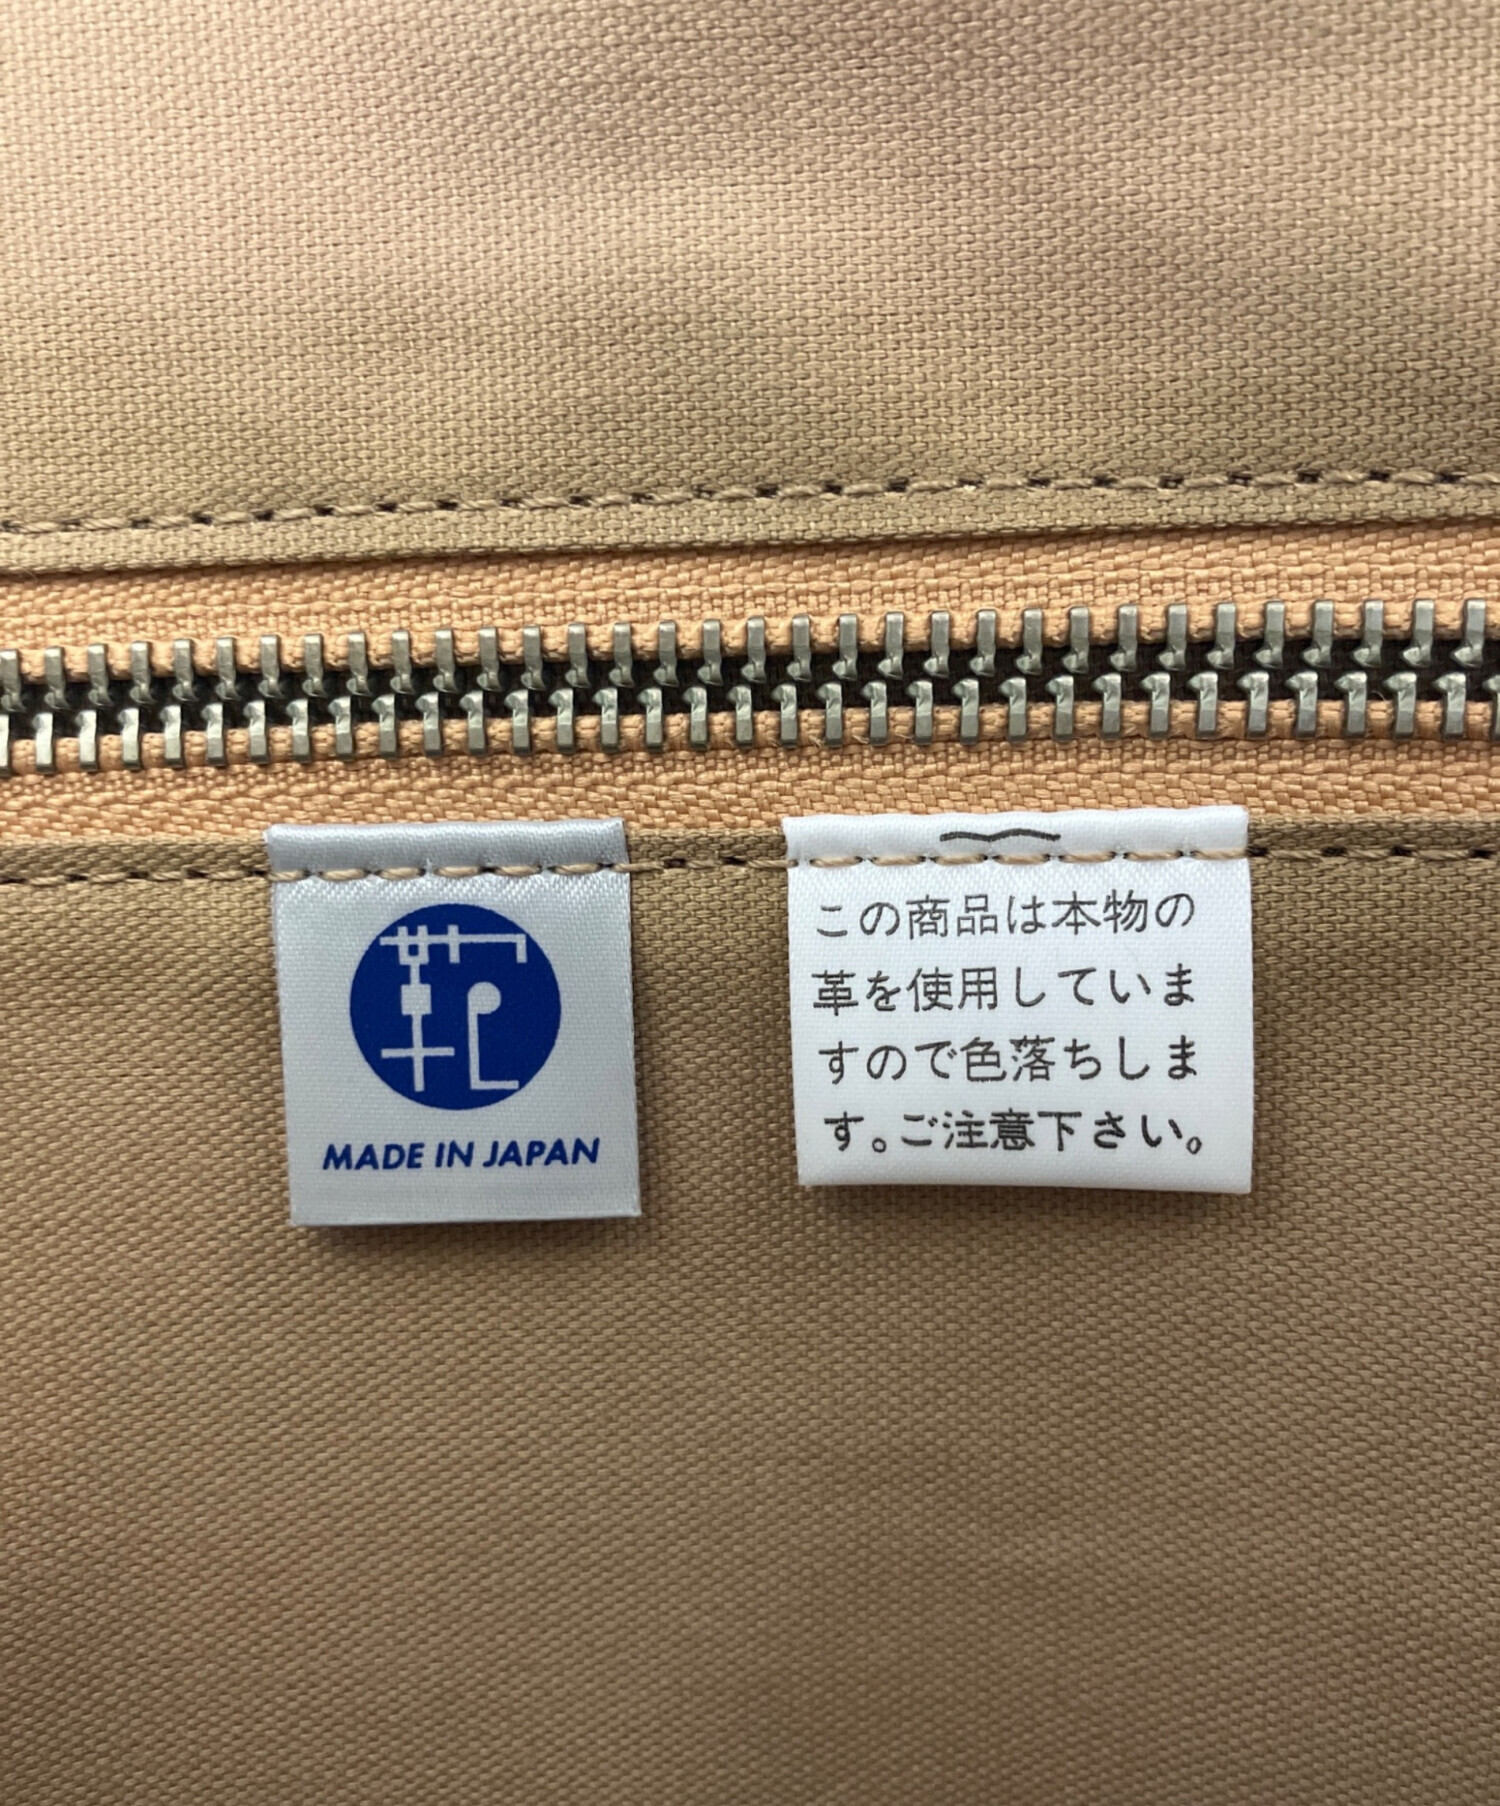 MADE IN JAPAN
この商品は本物の
革を使用していま
すので色落ちしま
す。ご注意下さい。